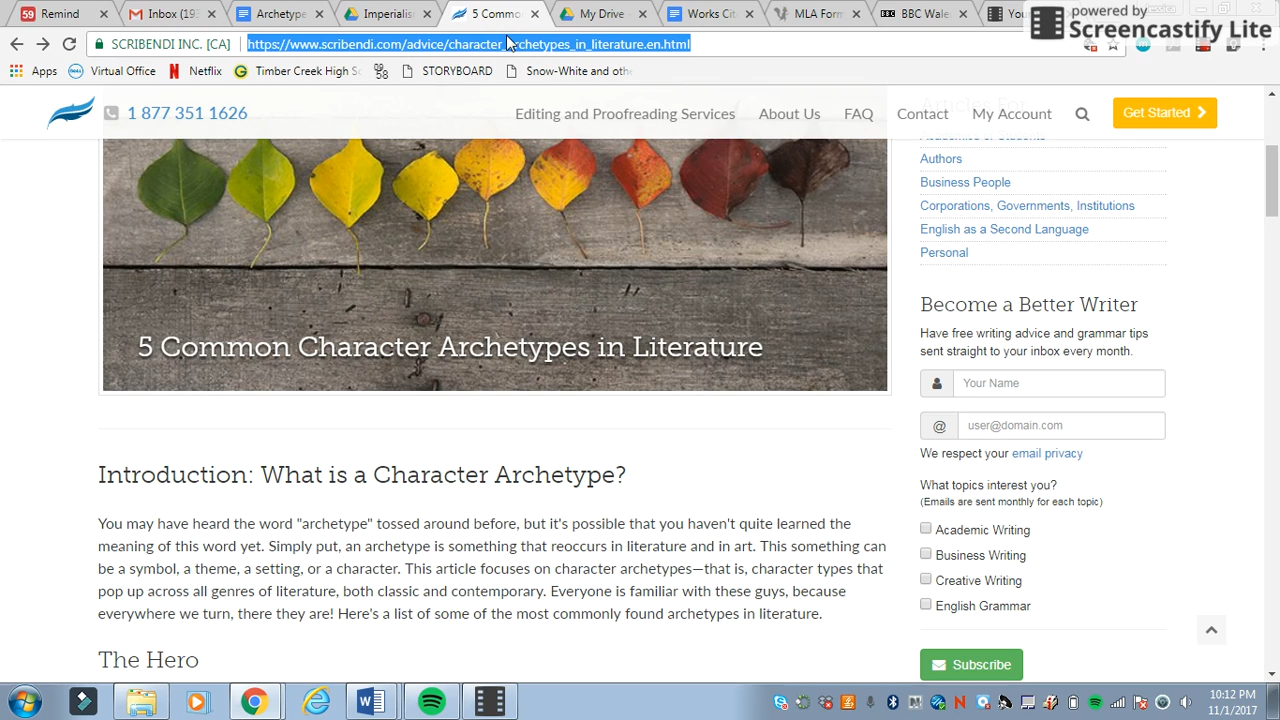 59 Remind
Inbox (19
Archetype
Imperialis
5 Commo
My Drive
Works Cit
MLA Form
BBC Wale
You
powered by
Screencastify Lite
SCRIBENDI INC. [CA]
https://www.scribendi.com/advice/character_archetypes_in_literature.en.html
Apps
Virtual Office
Netflix
Timber Creek High Sc
STORYBOARD
Snow-White and othe
1 877 351 1626
Editing and Proofreading Services
About Us
FAQ
Contact
My Account
Get Started
Articles For
Academics or Students
Authors
Business People
Corporations, Governments, Institutions
English as a Second Language
Personal
5 Common Character Archetypes in Literature
Become a Better Writer
Have free writing advice and grammar tips
sent straight to your inbox every month.
Your Name
@ user@domain.com
We respect your email privacy
What topics interest you?
(Emails are sent monthly for each topic)
Academic Writing
Business Writing
Creative Writing
English Grammar
Subscribe
Introduction: What is a Character Archetype?
You may have heard the word "archetype" tossed around before, but it's possible that you haven't quite learned the
meaning of this word yet. Simply put, an archetype is something that reoccurs in literature and in art. This something can
be a symbol, a theme, a setting, or a character. This article focuses on character archetypes—that is, character types that
pop up across all genres of literature, both classic and contemporary. Everyone is familiar with these guys, because
everywhere we turn, there they are! Here's a list of some of the most commonly found archetypes in literature.
The Hero
10:12 PM
11/1/2017